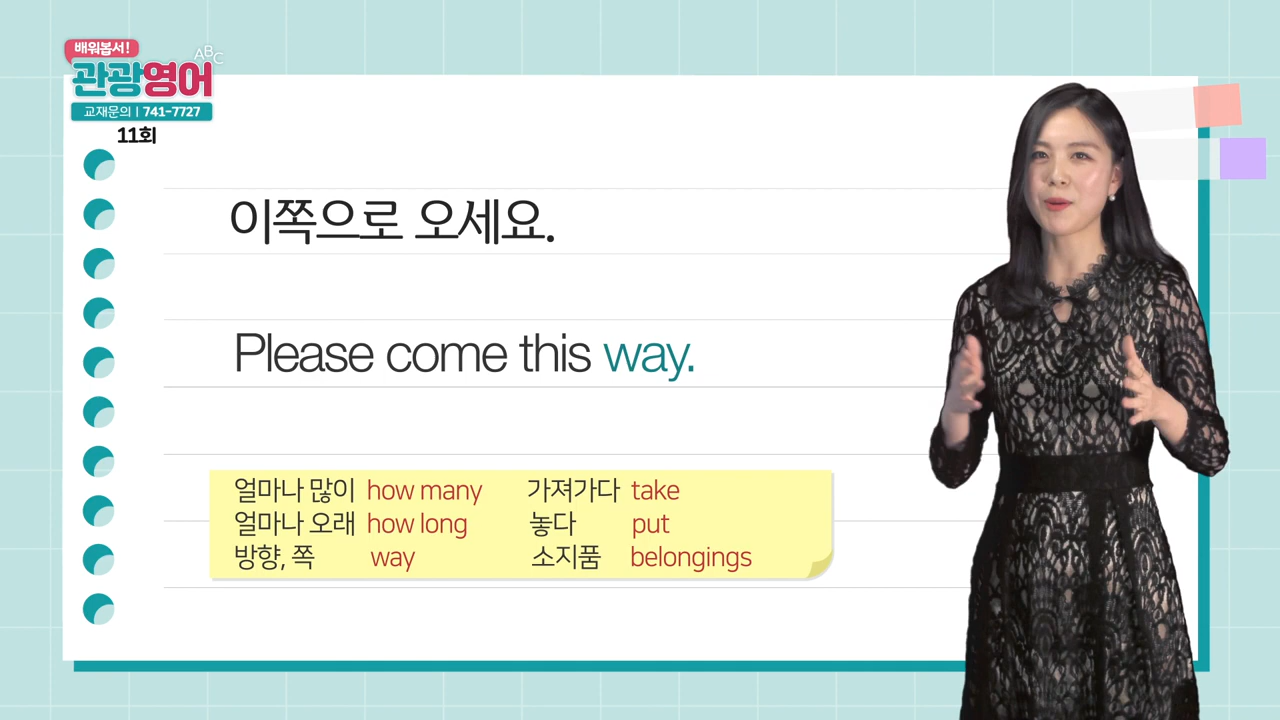 배워봅서!
ABC
관광영어
교재문의 | 741-7727
11회
이쪽으로 오세요.
Please come this way.
얼마나 많이 how many 가져가다 take
얼마나 오래 how long 놓다 put
방향, 쪽 way 소지품 belongings